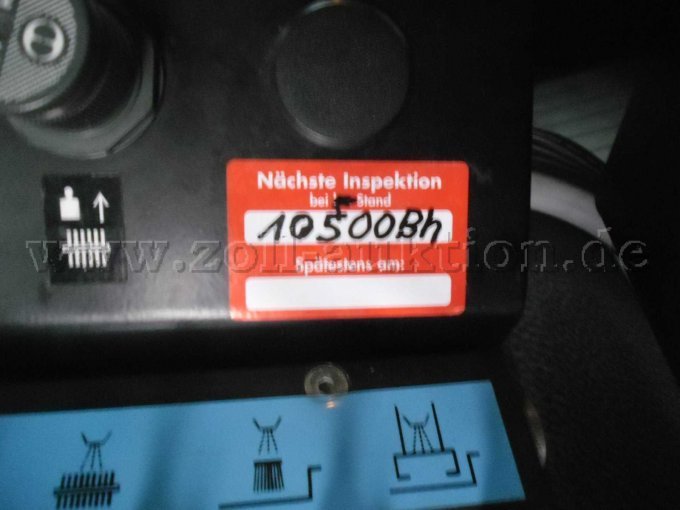 Nächste Inspektion
bei Stand
10500Bh
Spätestens am:
www.zoll-auktion.de